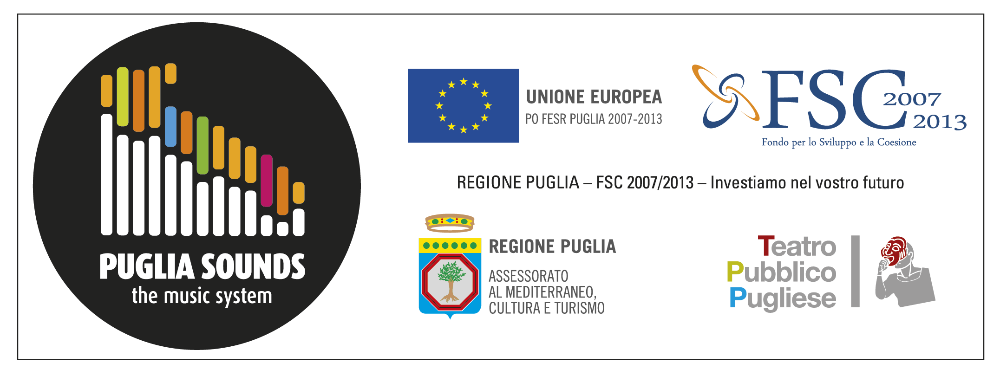 PUGLIA SOUNDS
the music system
UNIONE EUROPEA
PO FESR PUGLIA 2007-2013
FSC 2007
2013
Fondo per lo Sviluppo e la Coesione
REGIONE PUGLIA – FSC 2007/2013 – Investiamo nel vostro futuro
REGIONE PUGLIA
ASSESSORATO
AL MEDITERRANEO,
CULTURA E TURISMO
Teatro
Pubblico
Pugliese